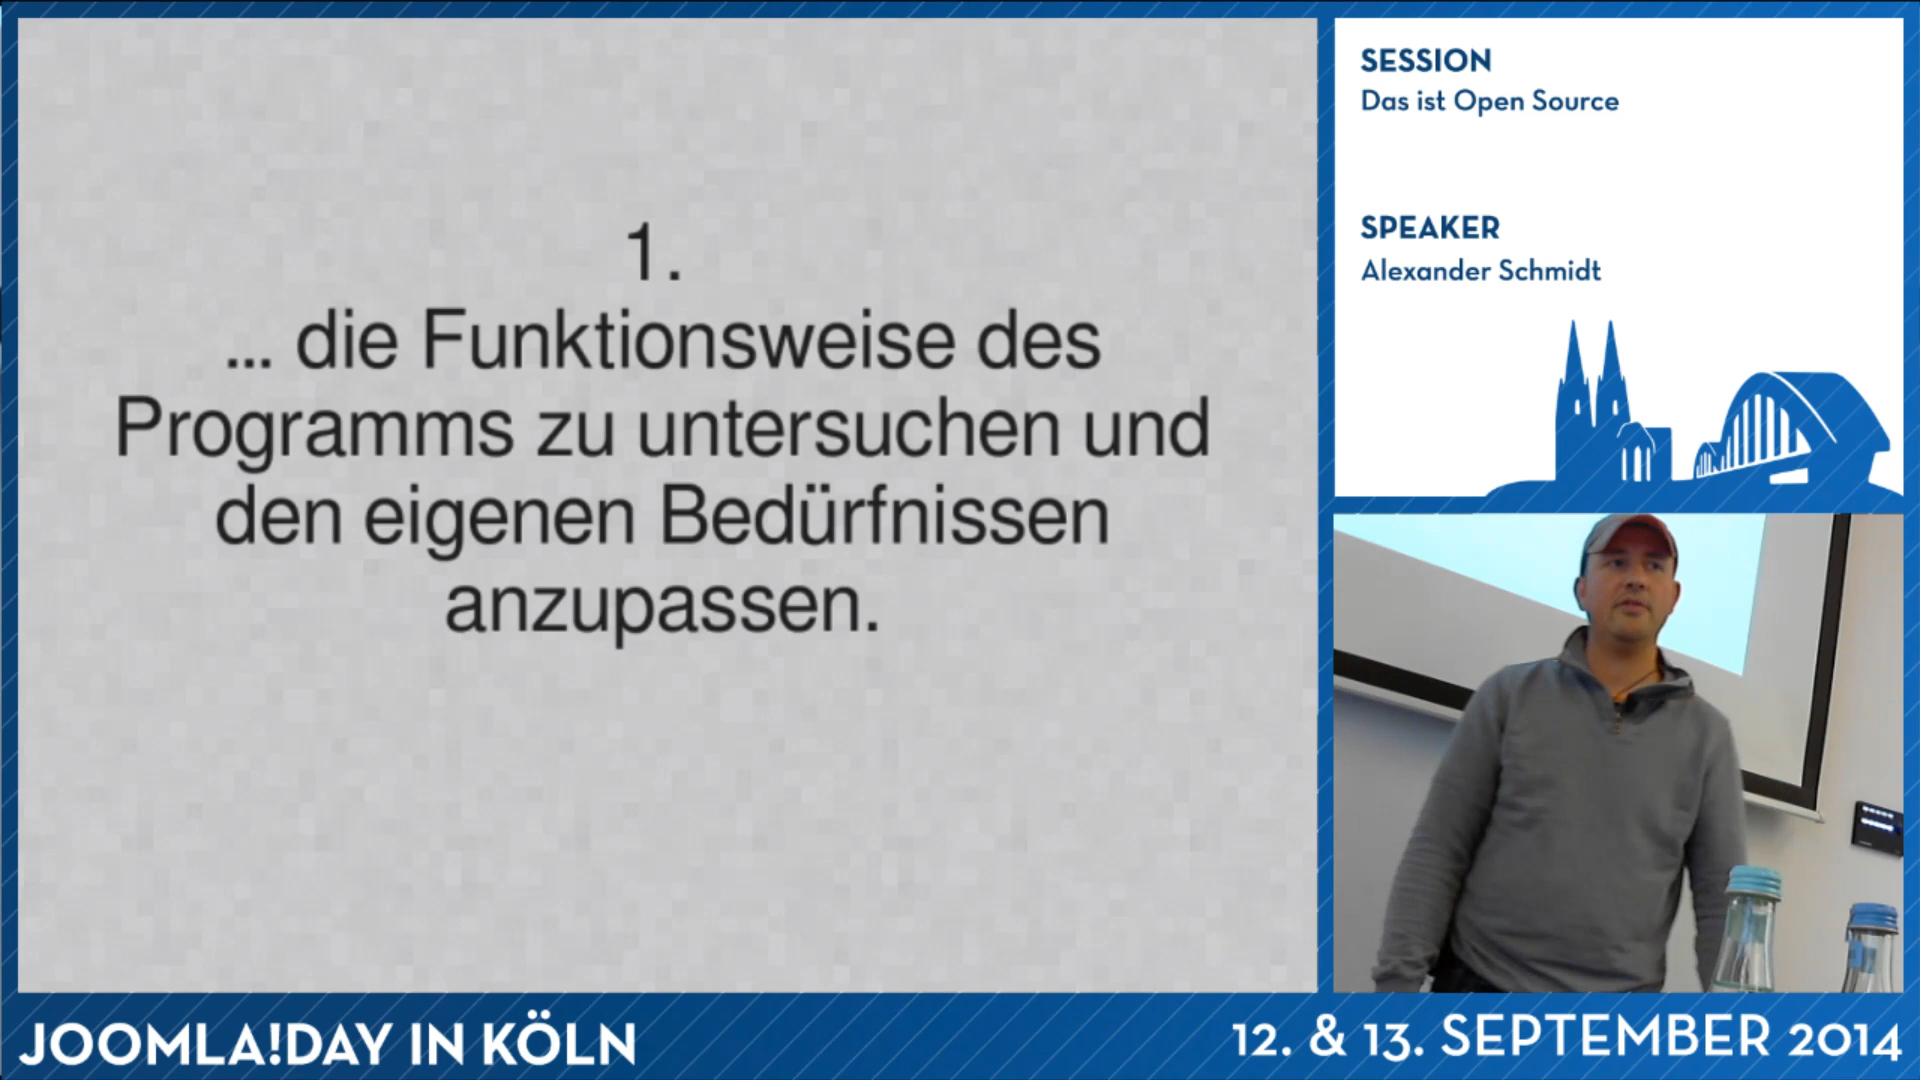 1.
... die Funktionsweise des
Programms zu untersuchen und
den eigenen Bedürfnissen
anzupassen.
SESSION
Das ist Open Source
SPEAKER
Alexander Schmidt
JOOMLA!DAY IN KÖLN
12. & 13. SEPTEMBER 2014